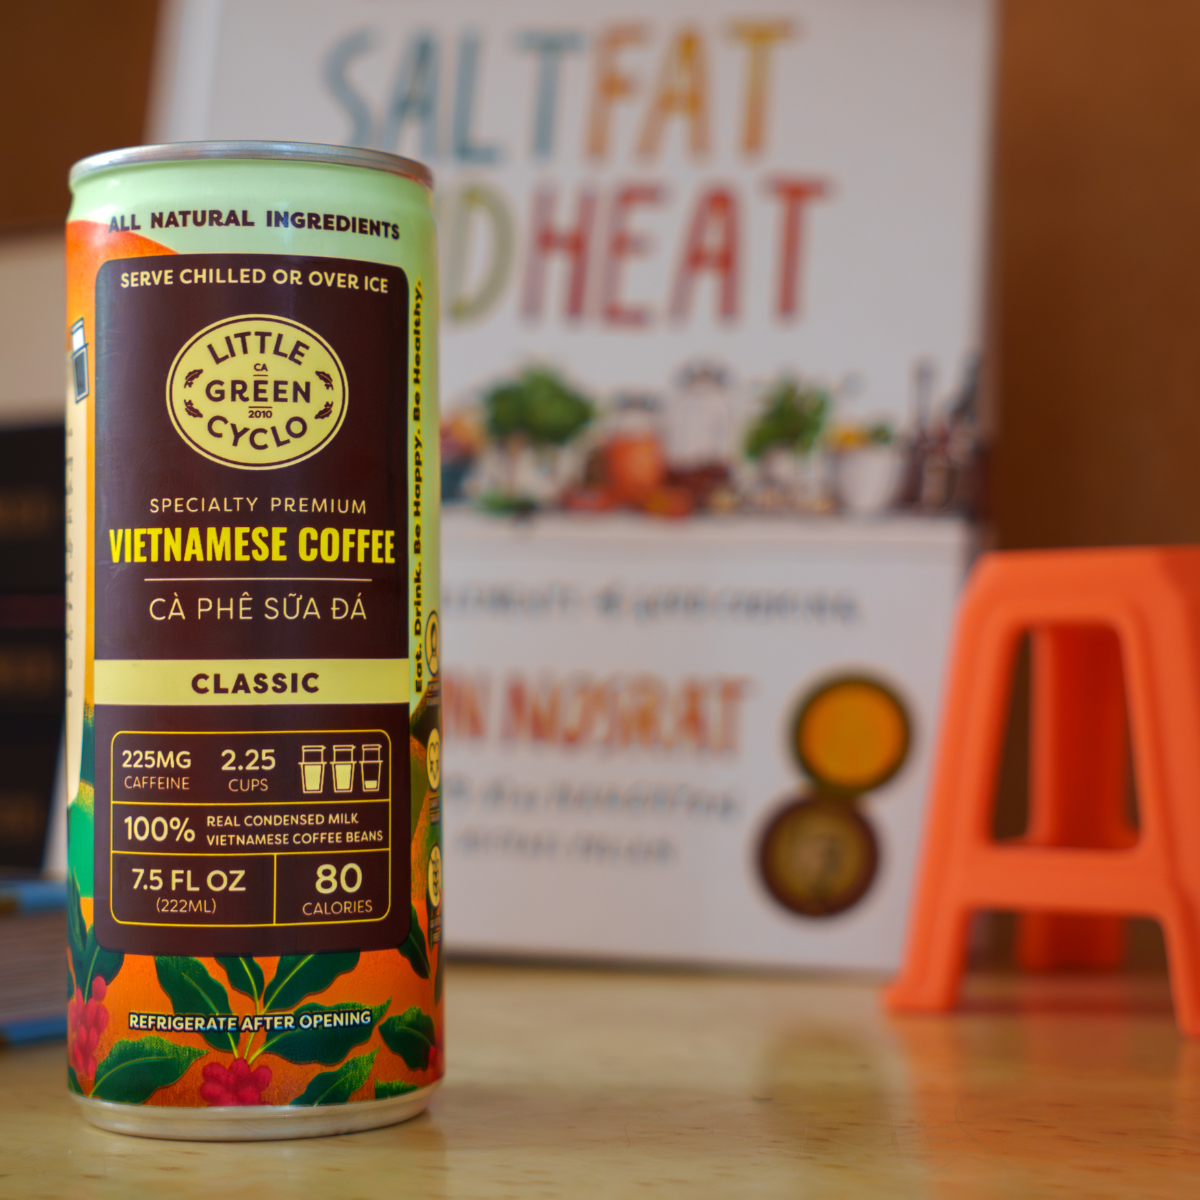 ALL NATURAL INGREDIENTS
SERVE CHILLED OR OVER ICE
LITTLE
CA
GREEN
2010
CYCLO
SPECIALTY PREMIUM
VIETNAMESE COFFEE
CÀ PHÊ SỮA ĐÁ
CLASSIC
225MG
CAFFEINE
2.25
CUPS
100%
REAL CONDENSED MILK
VIETNAMESE COFFEE BEANS
7.5 FL OZ
(222ML)
80
CALORIES
REFRIGERATE AFTER OPENING
Eat. Drink. Be Happy. Be Healthy.
SALT FAT
HEAT
NOSRAT